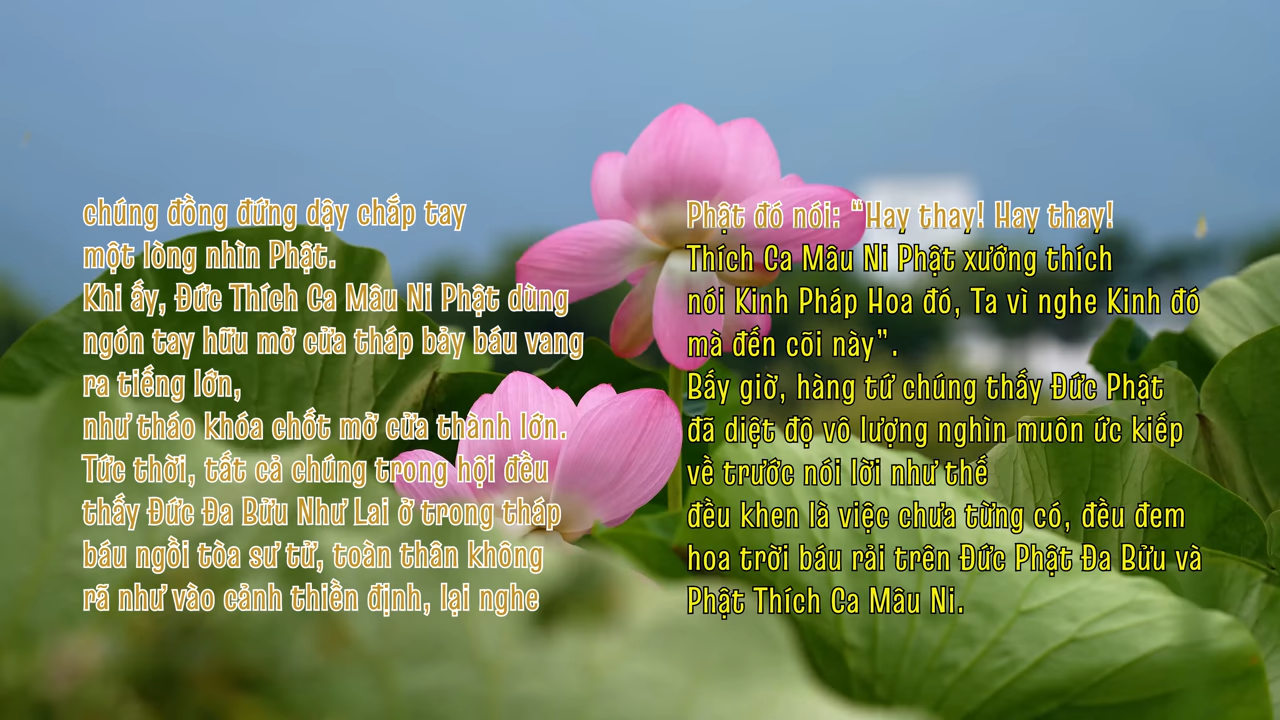 chúng đồng đứng dậy chắp tay
một lòng nhìn Phật.
Khi ấy, Đức Thích Ca Mâu Ni Phật dùng
ngón tay hữu mở cửa tháp bảy báu vang
ra tiếng lớn,
như tháo khóa chốt mở cửa thành lớn.
Tức thời, tất cả chúng trong hội đều
thấy Đức Đa Bửu Như Lai ở trong tháp
báu ngồi tòa sư tử, toàn thân không
rã như vào cảnh thiền định, lại nghe
Phật đó nói: “Hay thay! Hay thay!
Thích Ca Mâu Ni Phật xướng thích
nói Kinh Pháp Hoa đó, Ta vì nghe Kinh đó
mà đến cõi này”.
Bấy giờ, hàng tứ chúng thấy Đức Phật
đã diệt độ vô lượng nghìn muôn ức kiếp
về trước nói lời như thế
đều khen là việc chưa từng có, đều đem
hoa trời báu rải trên Đức Phật Đa Bửu và
Phật Thích Ca Mâu Ni.